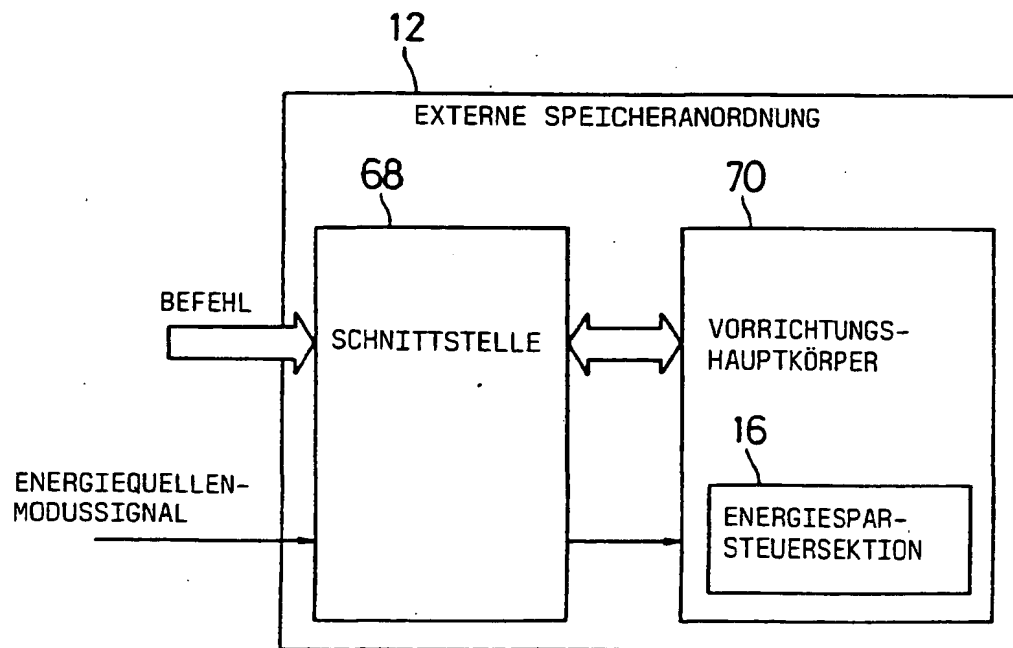 12
EXTERNE SPEICHERANORDNUNG
68
70
BEFEHL
SCHNITTSTELLE
VORRICHTUNGS-
HAUPTKÖRPER
16
ENERGIEQUELLEN-
MODUSSIGNAL
ENERGIESPAR-
STEUERSEKTION